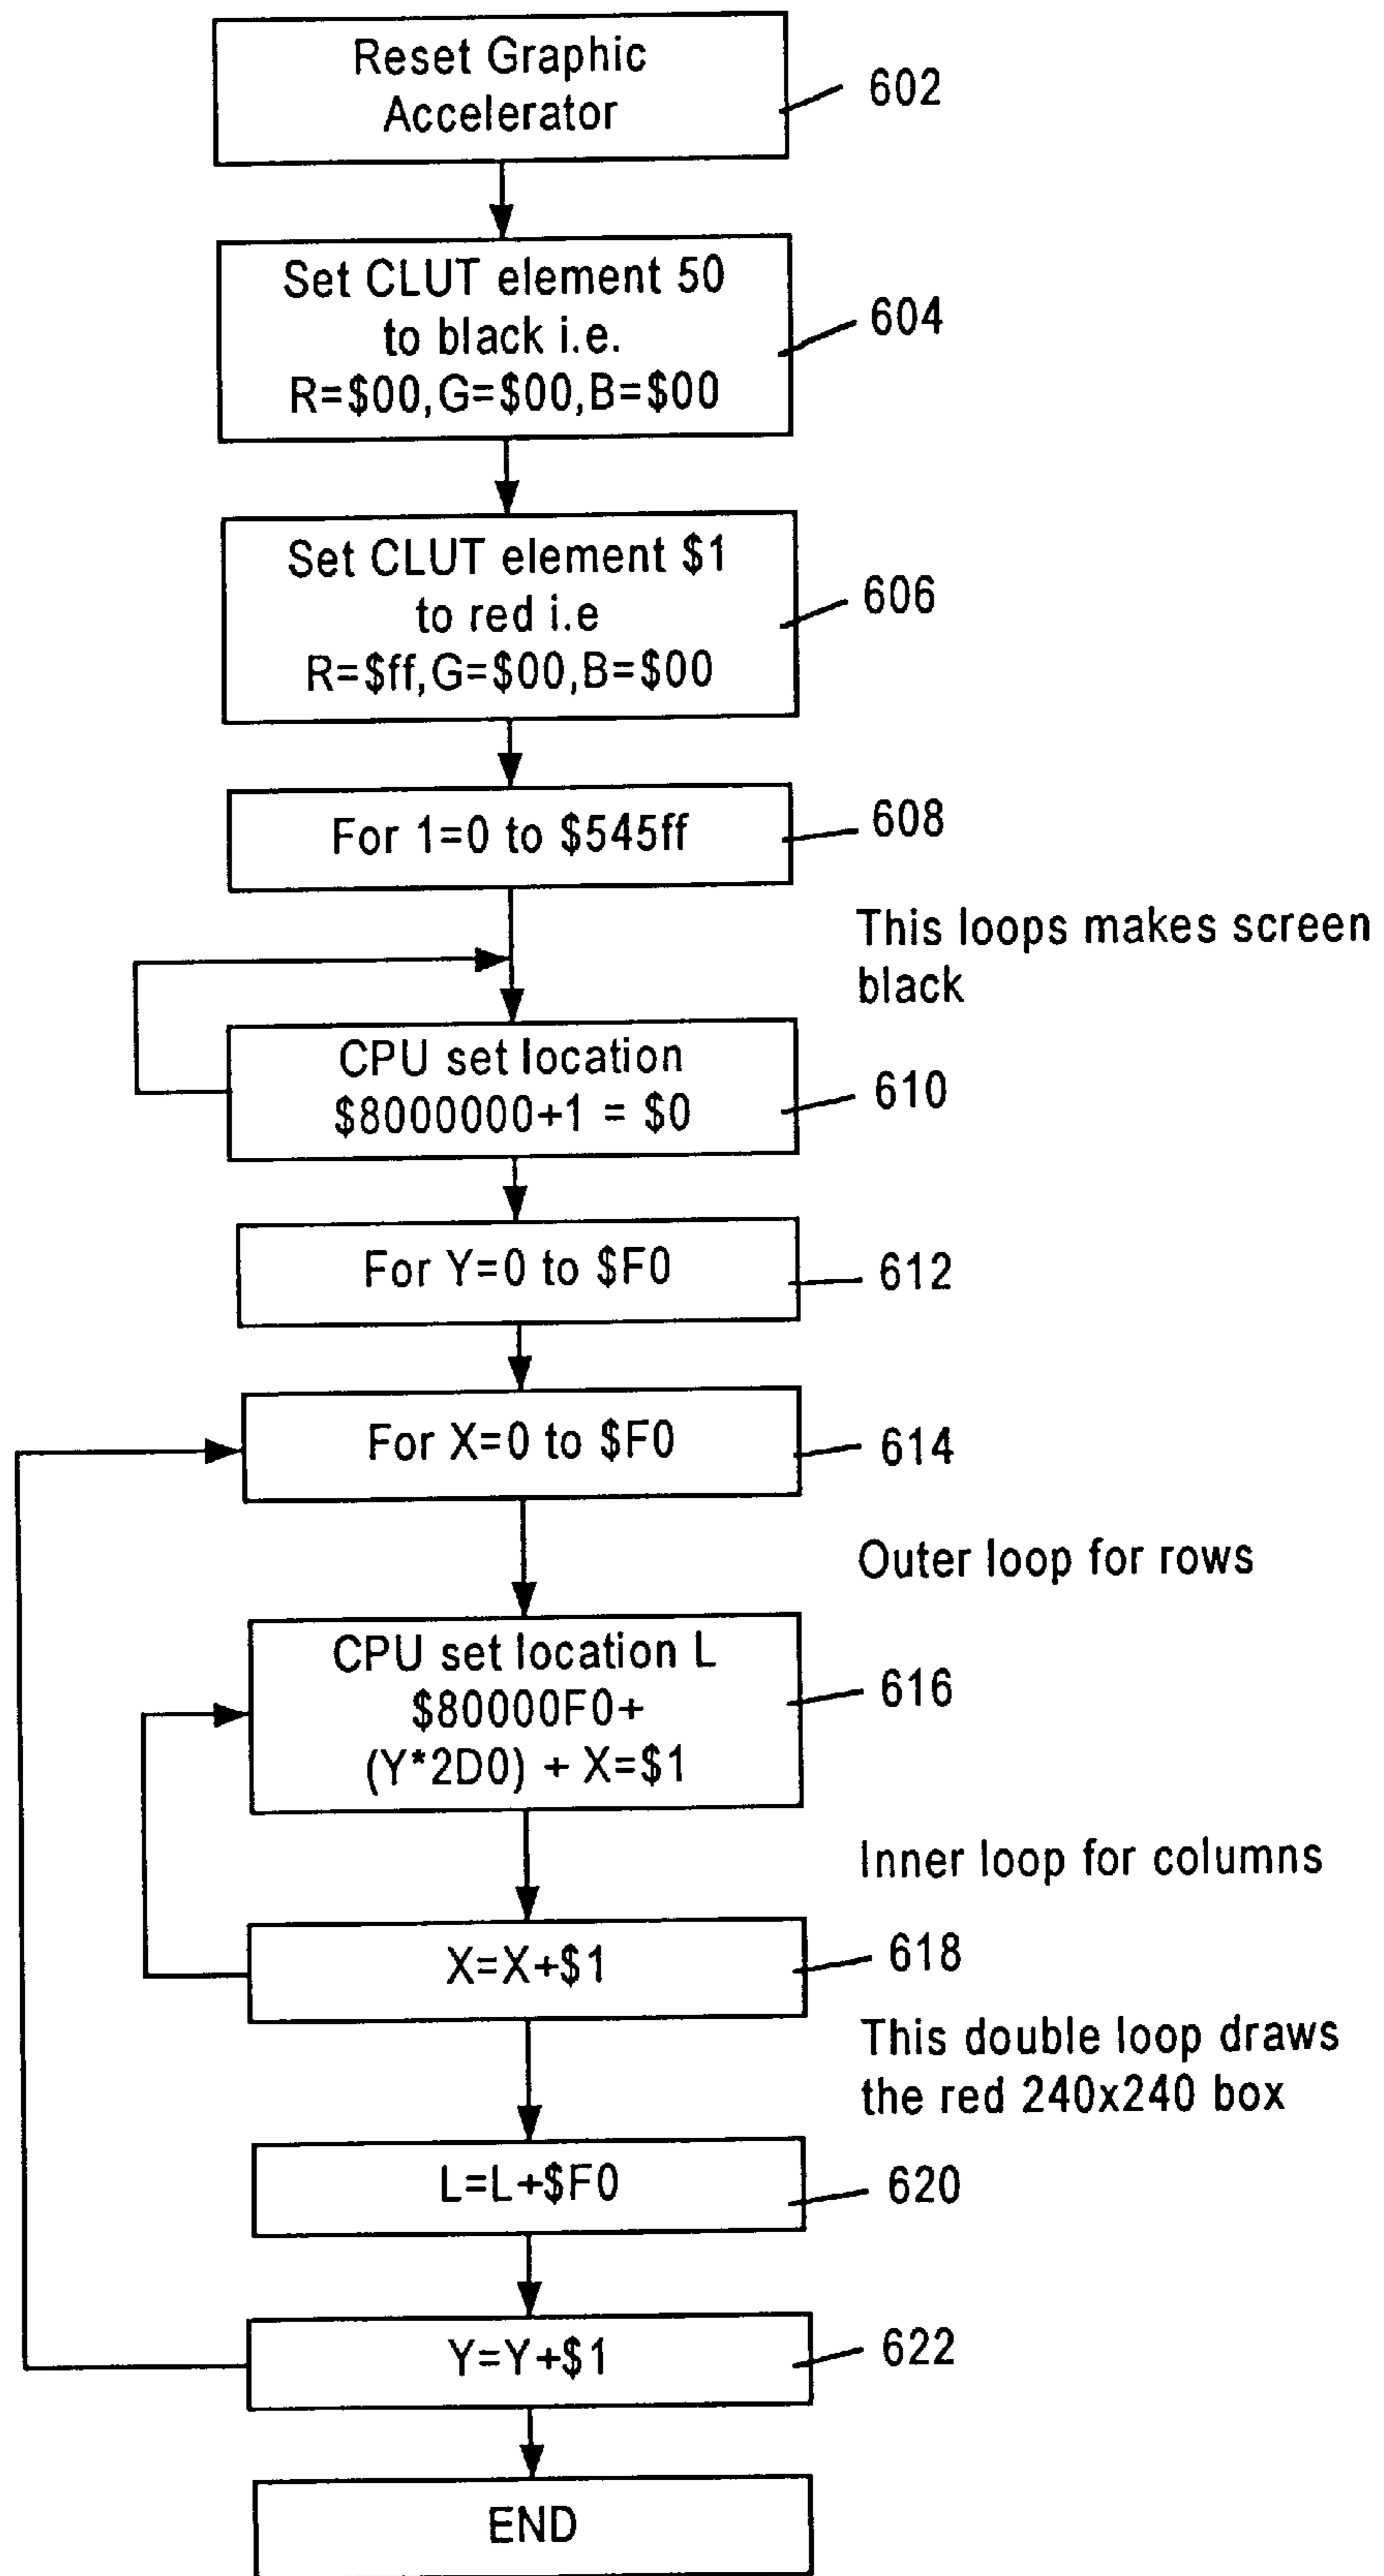 Reset Graphic
Accelerator
602
Set CLUT element 50
to black i.e.
R=$00,G=$00,B=$00
604
Set CLUT element $1
to red i.e
R=$ff,G=$00,B=$00
606
For 1=0 to $545ff
608
This loops makes screen
black
CPU set location
$8000000+1 = $0
610
For Y=0 to $F0
612
For X=0 to $F0
614
Outer loop for rows
CPU set location L
$80000F0+
(Y*2D0) + X=$1
616
Inner loop for columns
X=X+$1
618
This double loop draws
the red 240x240 box
L=L+$F0
620
Y=Y+$1
622
END